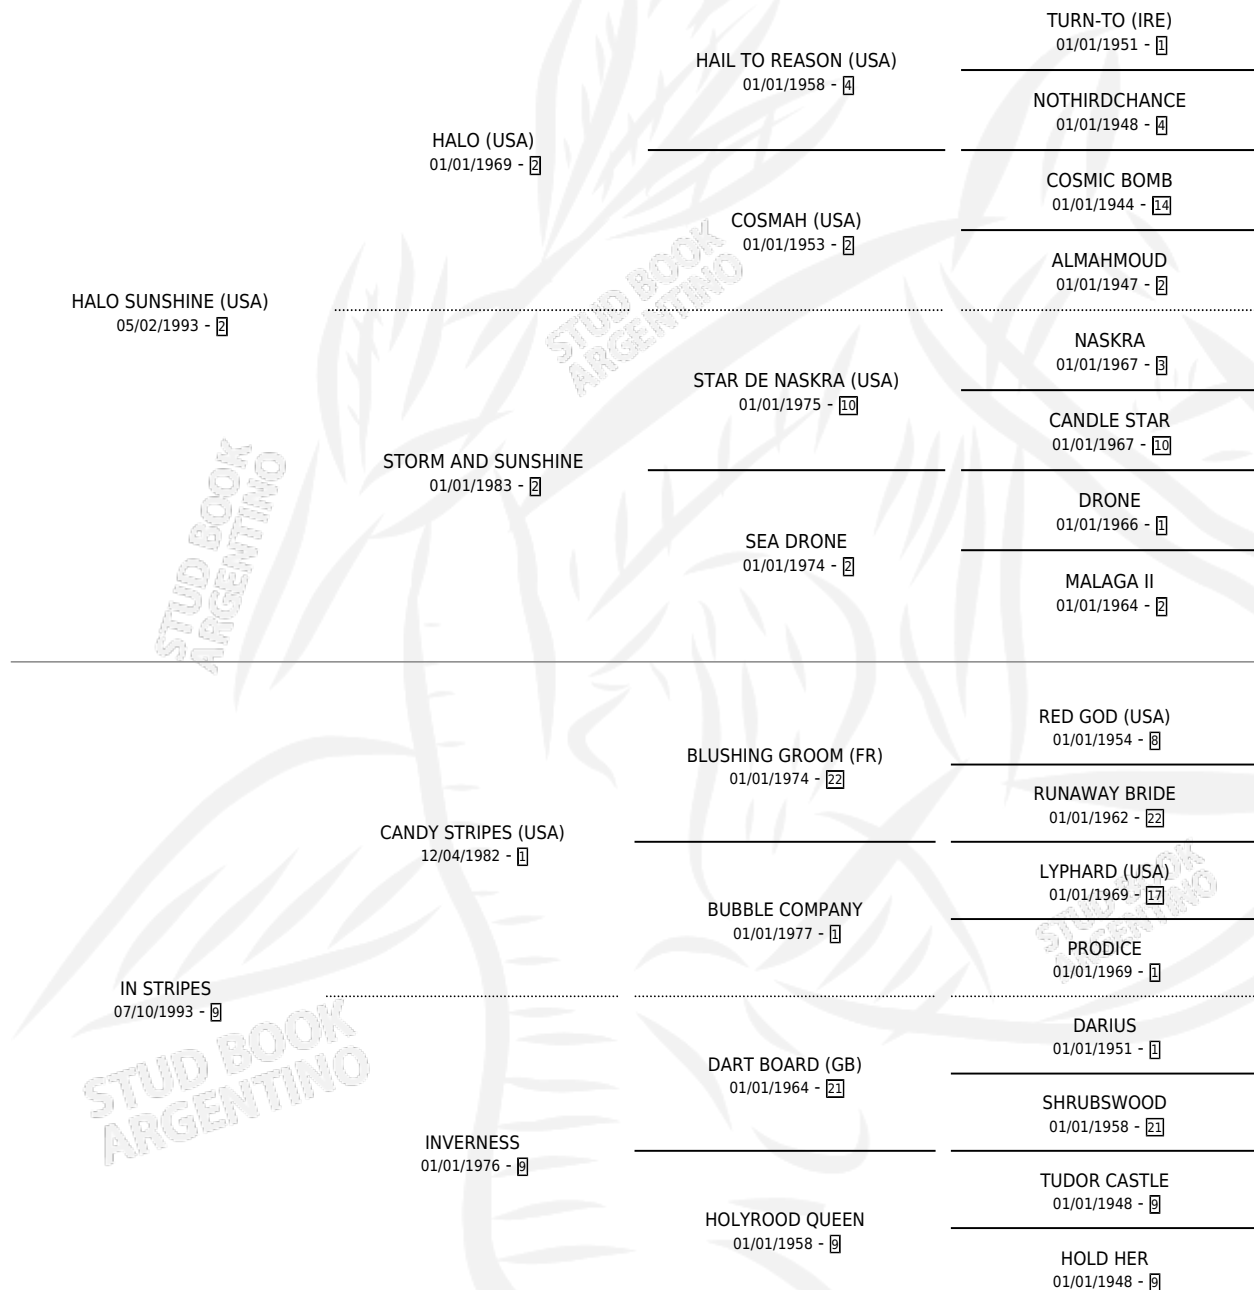 TURN-TO (IRE)
01/01/1951 - 1
HAIL TO REASON (USA)
01/01/1958 - 4
NOTHIRDCHANCE
01/01/1948 - 4
HALO (USA)
01/01/1969 - 2
COSMIC BOMB
01/01/1944 - 14
COSMAH (USA)
01/01/1953 - 2
ALMAHMOUD
01/01/1947 - 2
HALO SUNSHINE (USA)
05/02/1993 - 2
NASKRA
01/01/1967 - 3
STAR DE NASKRA (USA)
01/01/1975 - 10
CANDLE STAR
01/01/1967 - 10
STORM AND SUNSHINE
01/01/1983 - 2
DRONE
01/01/1966 - 1
SEA DRONE
01/01/1974 - 2
MALAGA II
01/01/1964 - 2
RED GOD (USA)
01/01/1954 - 8
BLUSHING GROOM (FR)
01/01/1974 - 22
RUNAWAY BRIDE
01/01/1962 - 22
CANDY STRIPES (USA)
12/04/1982 - 1
LYPHARD (USA)
01/01/1969 - 17
BUBBLE COMPANY
01/01/1977 - 1
PRODICE
01/01/1969 - 1
IN STRIPES
07/10/1993 - 9
DARIUS
01/01/1951 - 1
DART BOARD (GB)
01/01/1964 - 21
SHRUBSWOOD
01/01/1958 - 21
INVERNESS
01/01/1976 - 9
TUDOR CASTLE
01/01/1948 - 9
HOLYROOD QUEEN
01/01/1958 - 9
HOLD HER
01/01/1948 - 9
STUD BOOK
ARGENTINO
STUD BOOK
ARGENTINO
STUD BOOK
ARGENTINO
STUD BOOK
ARGENTINO